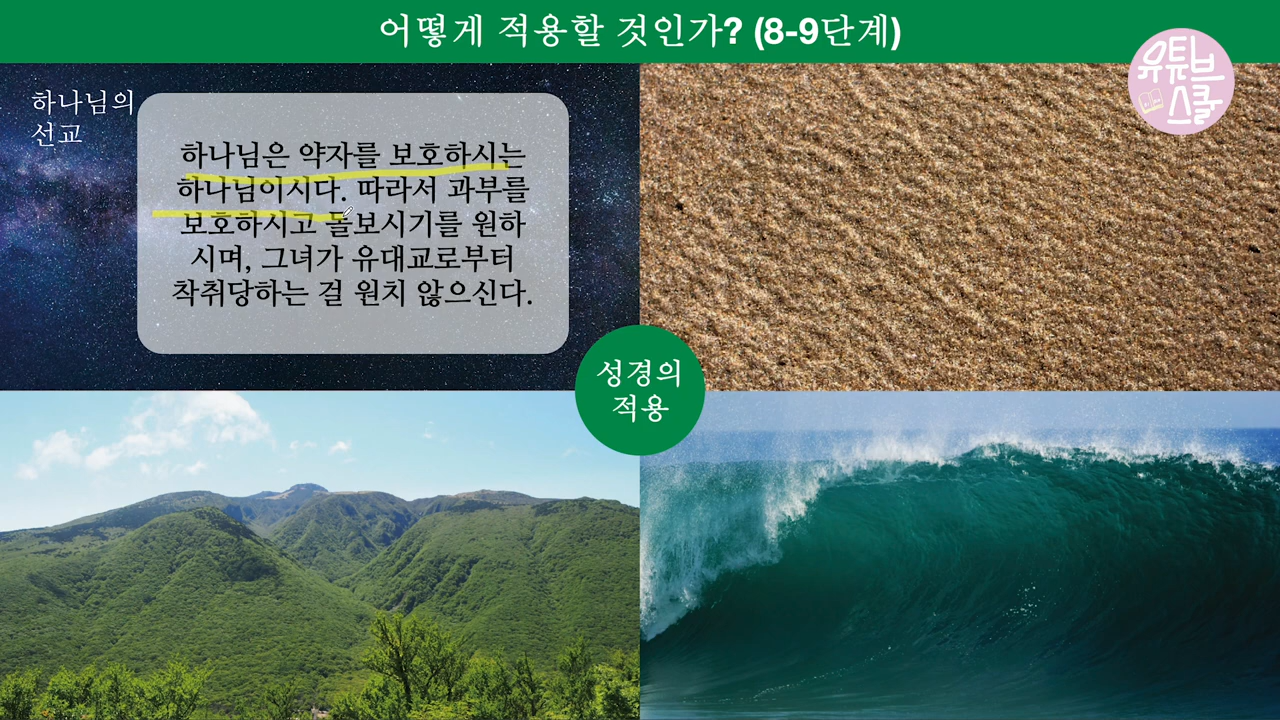 어떻게 적용할 것인가? (8-9단계)
유튜브
스쿨
하나님의
선교
하나님은 약자를 보호하시는
하나님이시다. 따라서 과부를
보호하시고 돌보시기를 원하
시며, 그녀가 유대교로부터
착취당하는 걸 원치 않으신다.
성경의
적용